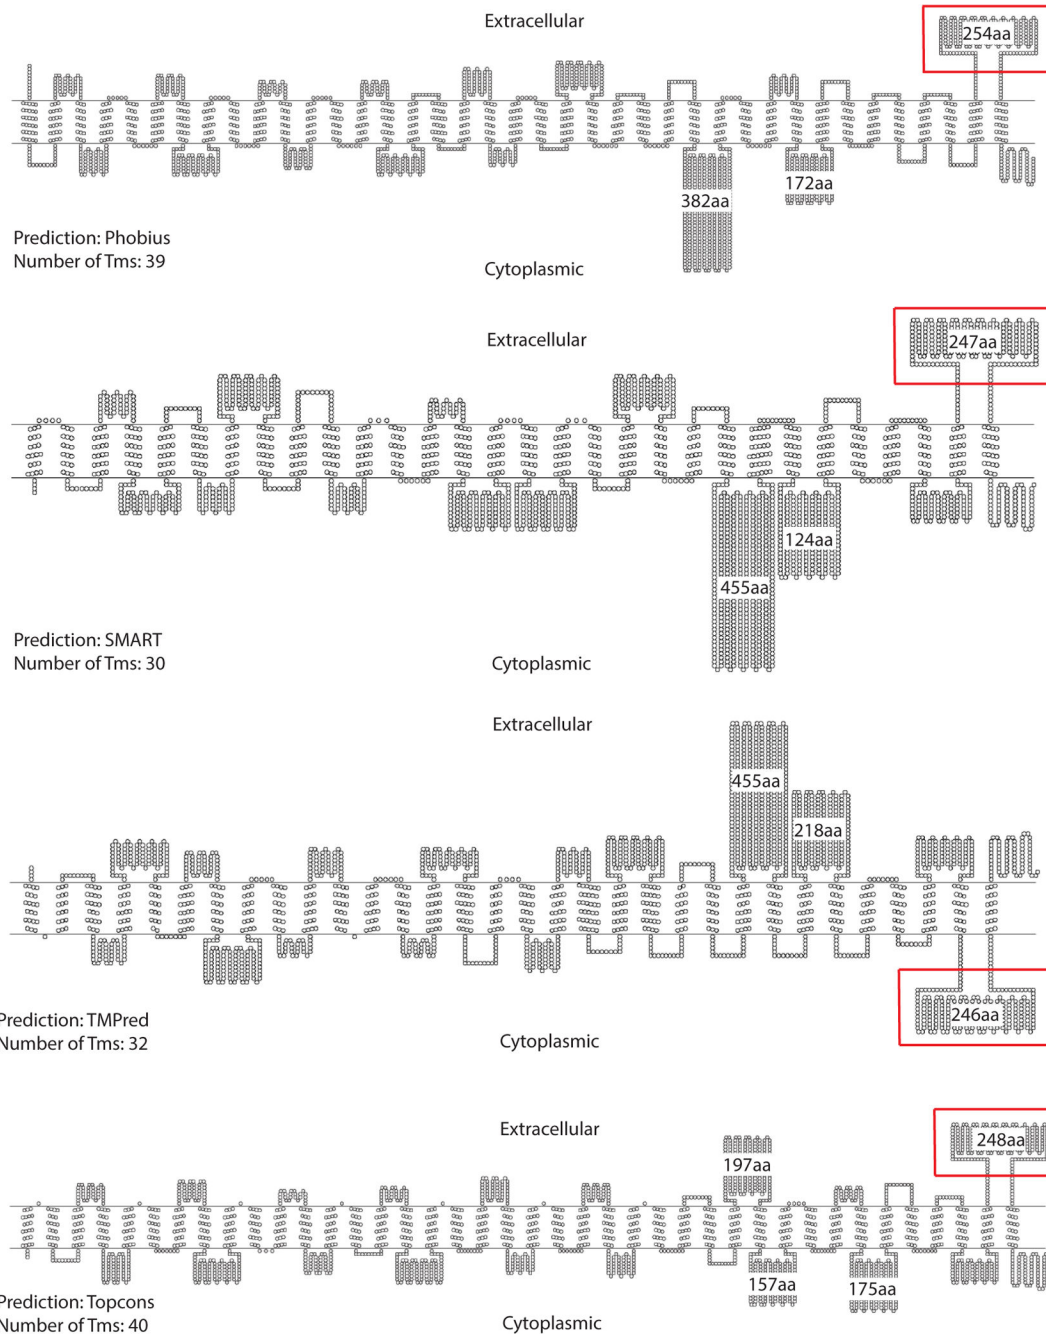 Extracellular
254aa
172aa
382aa
Prediction: Phobius
Number of Tms: 39
Cytoplasmic
Extracellular
247aa
124aa
455aa
Prediction: SMART
Number of Tms: 30
Cytoplasmic
Extracellular
455aa
218aa
246aa
Prediction: TMPred
Number of Tms: 32
Cytoplasmic
Extracellular
248aa
197aa
157aa
175aa
Prediction: Topcons
Number of Tms: 40
Cytoplasmic